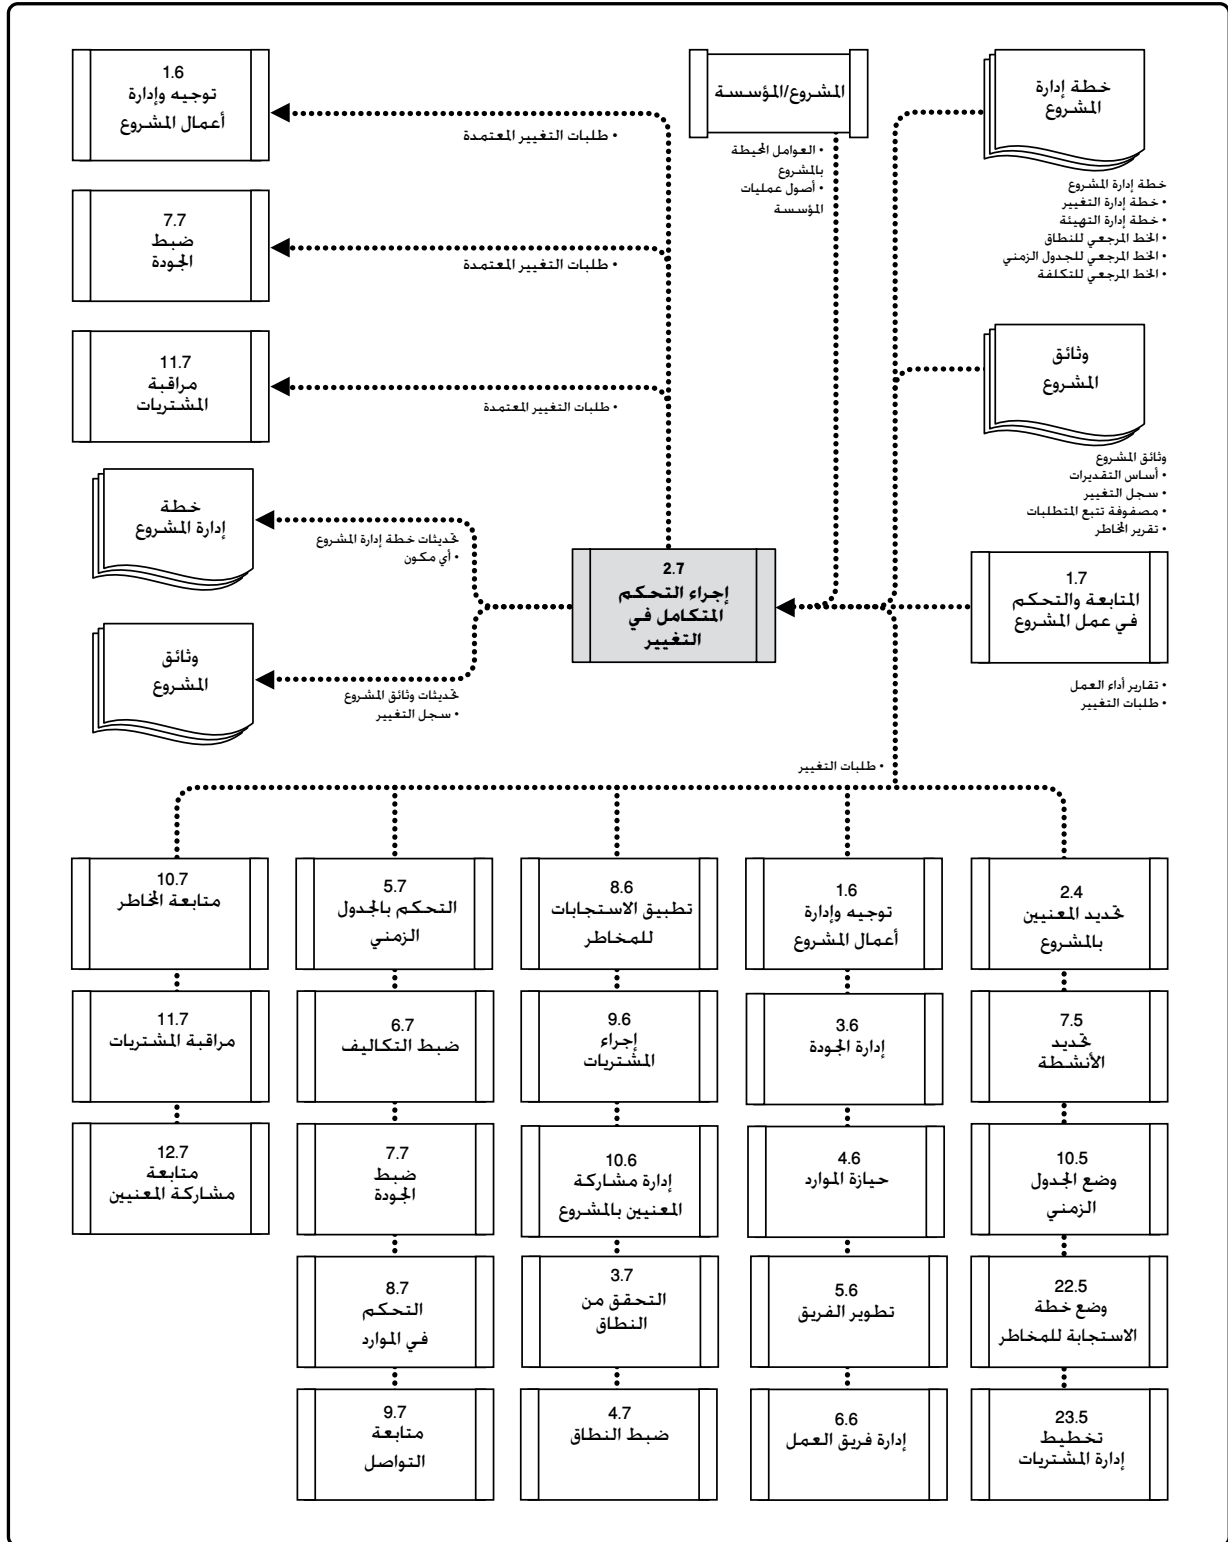 خطة إدارة
المشروع
خطة إدارة المشروع
• خطة إدارة التغيير
• خطة إدارة التهيئة
• الخط المرجعي للنطاق
• الخط المرجعي للجدول الزمني
• الخط المرجعي للتكلفة
المشروع/المؤسسة
• العوامل المحيطة
بالمشروع
• أصول عمليات
المؤسسة
1.6
توجيه وإدارة
أعمال المشروع
• طلبات التغيير المعتمدة
7.7
ضبط
الجودة
• طلبات التغيير المعتمدة
وثائق
المشروع
وثائق المشروع
• أساس التقديرات
• سجل التغيير
• مصفوفة تتبع المتطلبات
• تقرير المخاطر
11.7
مراقبة
المشتريات
• طلبات التغيير المعتمدة
خطة
إدارة المشروع
تحديثات خطة إدارة المشروع
• أي مكون
1.7
المتابعة والتحكم
في عمل المشروع
• تقارير أداء العمل
• طلبات التغيير
2.7
إجراء التحكم
المتكامل في
التغيير
وثائق
المشروع
تحديثات وثائق المشروع
• سجل التغيير
• طلبات التغيير
2.4
تحديد المعنيين
بالمشروع
7.5
تحديد
الأنشطة
10.5
وضع الجدول
الزمني
22.5
وضع خطة
الاستجابة للمخاطر
23.5
تخطيط
إدارة المشتريات
1.6
توجيه وإدارة
أعمال المشروع
3.6
إدارة الجودة
4.6
حيازة الموارد
5.6
تطوير الفريق
6.6
إدارة فريق العمل
8.6
تطبيق الاستجابات
للمخاطر
9.6
إجراء
المشتريات
10.6
إدارة مشاركة
المعنيين بالمشروع
3.7
التحقق من
النطاق
4.7
ضبط النطاق
5.7
التحكم بالجدول
الزمني
6.7
ضبط التكاليف
7.7
ضبط
الجودة
8.7
التحكم
في الموارد
9.7
متابعة
التواصل
10.7
متابعة المخاطر
11.7
مراقبة المشتريات
12.7
متابعة
مشاركة المعنيين